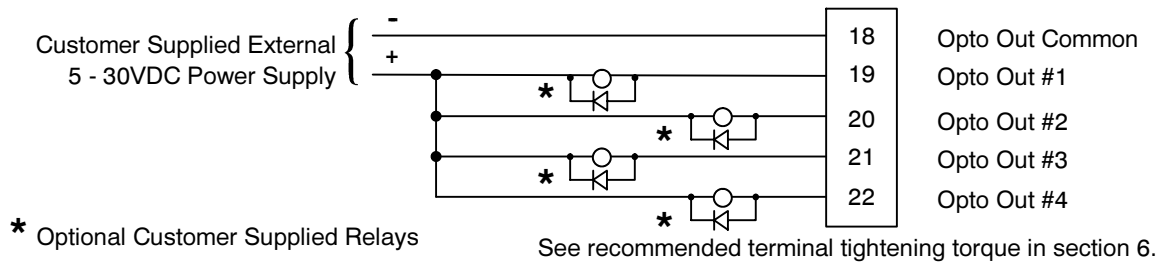 -
Customer Supplied External
+
5 - 30VDC Power Supply
18 Opto Out Common
* 19 Opto Out #1
* 20 Opto Out #2
* 21 Opto Out #3
* 22 Opto Out #4
* Optional Customer Supplied Relays
See recommended terminal tightening torque in section 6.